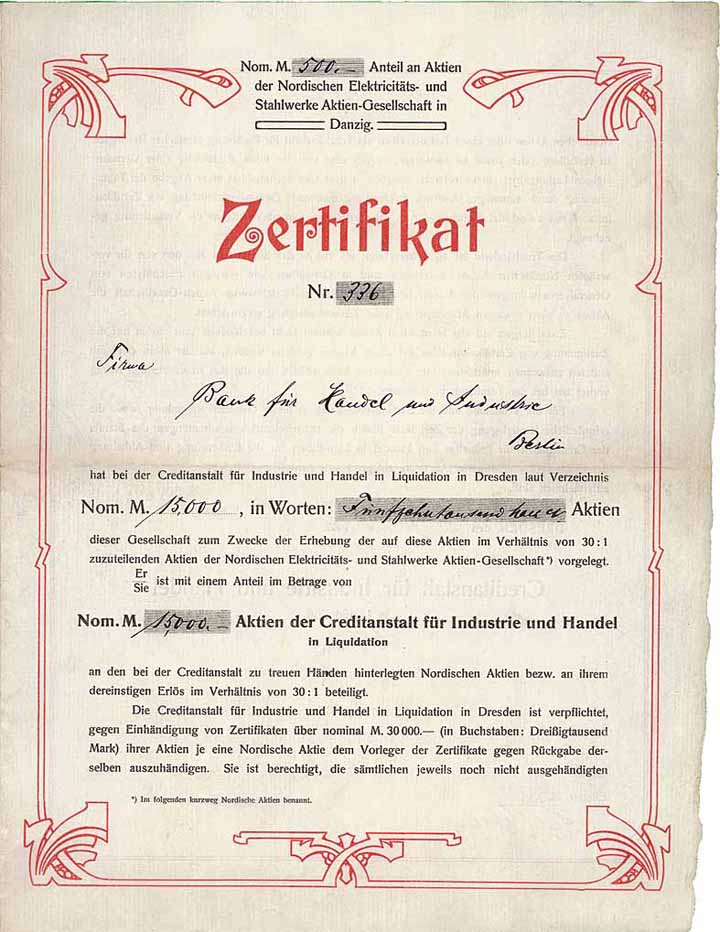 Nom. M. 500.— Anteil an Aktien
der Nordischen Elektricitäts- und
Stahlwerke Aktien-Gesellschaft in
Danzig.
Zertifikat
Nr. 336
Firma
Bank für Handel und Industrie
Berlin
hat bei der Creditanstalt für Industrie und Handel in Liquidation in Dresden laut Verzeichnis
Nom. M. 15,000, in Worten: Fünfzehntausend Aktien
dieser Gesellschaft zum Zwecke der Erhebung der auf diese Aktien im Verhältnis von 30:1
zuzuteilenden Aktien der Nordischen Elektricitäts- und Stahlwerke Aktien-Gesellschaft*) vorgelegt.
Er
Sie ist mit einem Anteil im Betrage von
Nom. M. 15,000.— Aktien der Creditanstalt für Industrie und Handel
in Liquidation
an den bei der Creditanstalt zu treuen Händen hinterlegten Nordischen Aktien bezw. an ihrem
dereinstigen Erlös im Verhältnis von 30:1 beteiligt.
Die Creditanstalt für Industrie und Handel in Liquidation in Dresden ist verpflichtet,
gegen Einhändigung von Zertifikaten über nominal M. 30 000.— (in Buchstaben: Dreißigtausend
Mark) ihrer Aktien je eine Nordische Aktie dem Vorleger der Zertifikate gegen Rückgabe der-
selben auszuhändigen. Sie ist berechtigt, die sämtlichen jeweils noch nicht ausgehändigten
*) Im folgenden kurzweg Nordische Aktien benannt.